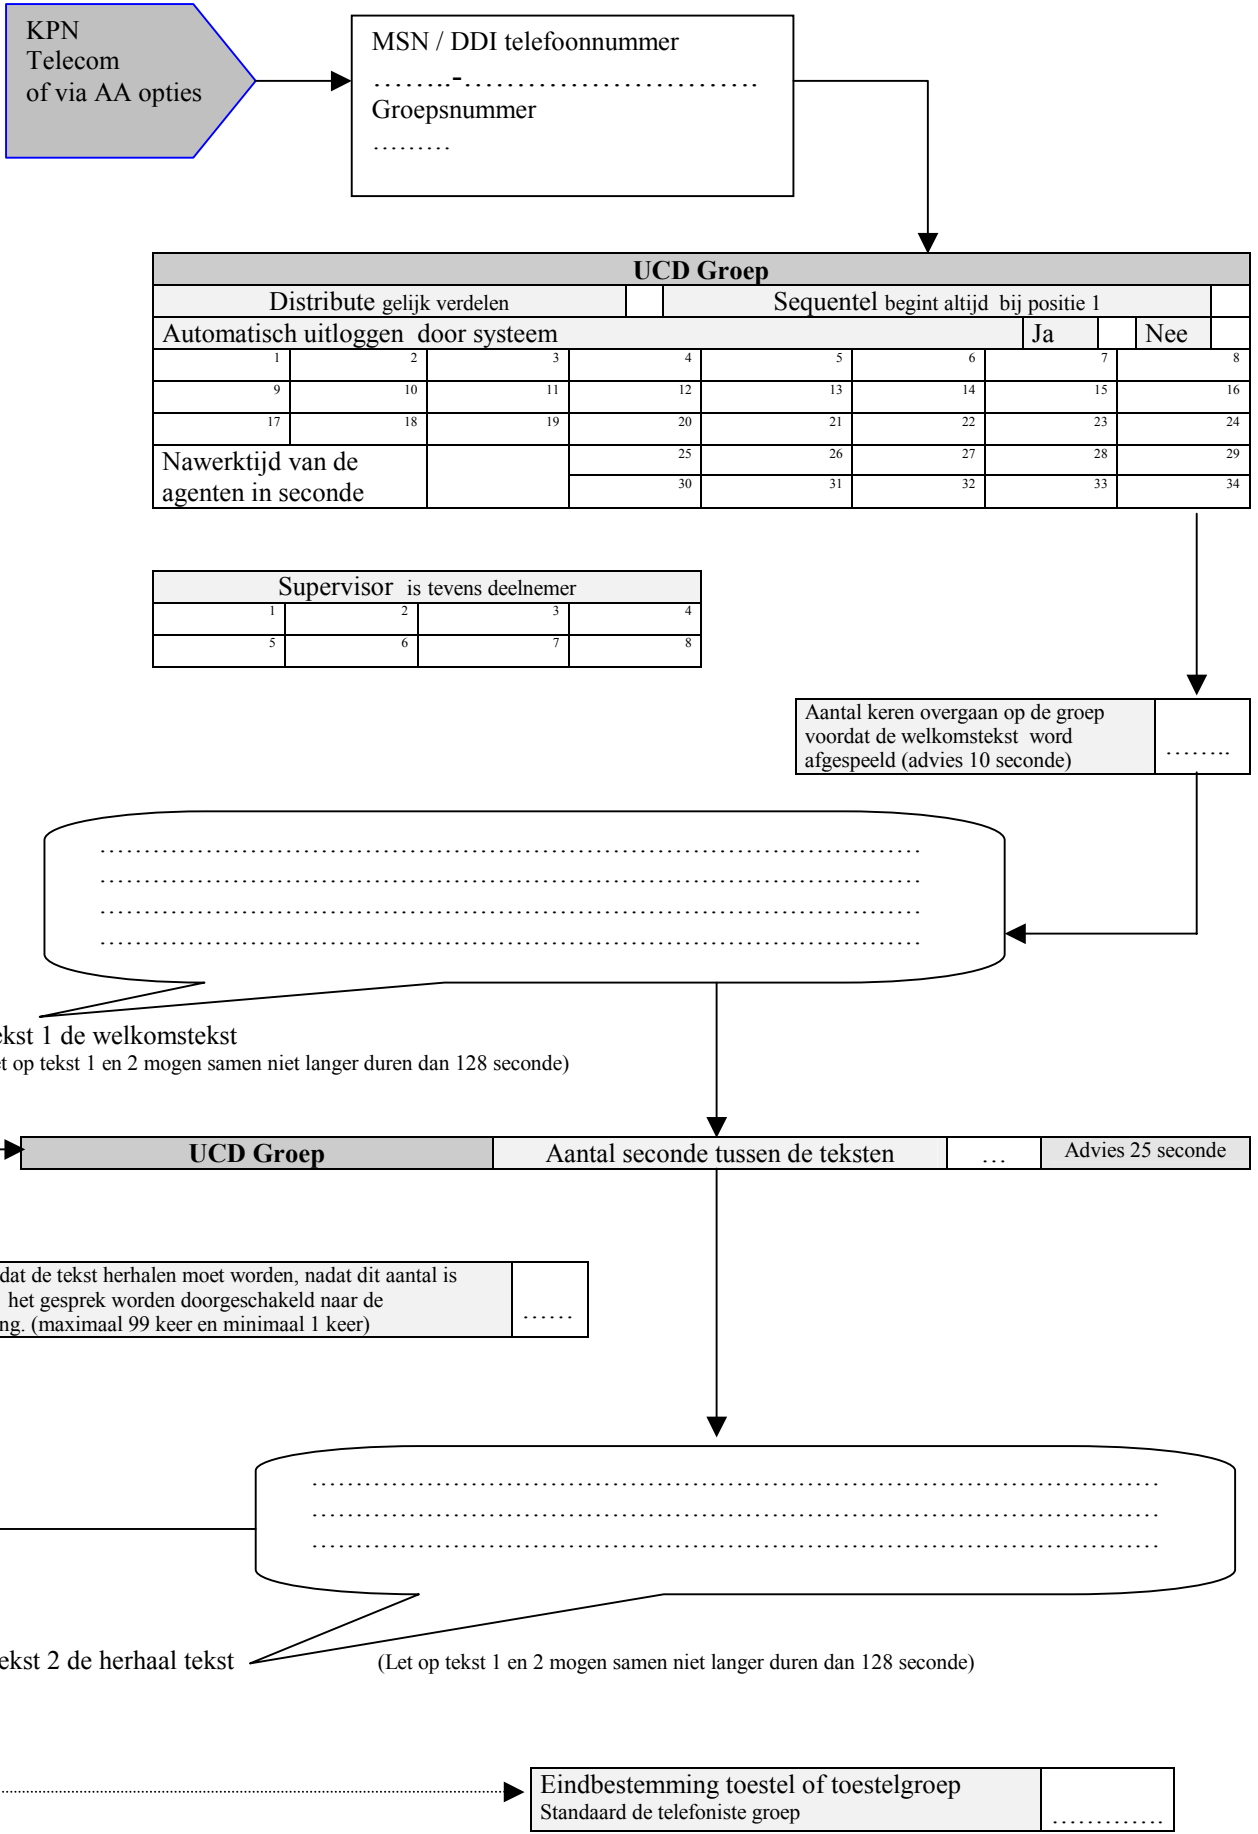 KPN
Telecom
of via AA opties
MSN / DDI telefoonnummer
……..-……………………….
Groepsnummer
………
UCD Groep
Distribute gelijk verdelen Sequentel begint altijd bij positie 1
Automatisch uitloggen door systeem Ja Nee
1 2 3 4 5 6 7 8
9 10 11 12 13 14 15 16
17 18 19 20 21 22 23 24
Nawerktijd van de
agenten in seconde
25 26 27 28 29
30 31 32 33 34
Supervisor is tevens deelnemer
1 2 3 4
5 6 7 8
Aantal keren overgaan op de groep
voordat de welkomstekst word
afgespeeld (advies 10 seconde)
……..
…………………………………………………………………………………
…………………………………………………………………………………
…………………………………………………………………………………
…………………………………………………………………………………
ekst 1 de welkomstekst
et op tekst 1 en 2 mogen samen niet langer duren dan 128 seconde)
UCD Groep Aantal seconde tussen de teksten … Advies 25 seconde
dat de tekst herhalen moet worden, nadat dit aantal is
het gesprek worden doorgeschakeld naar de
ng. (maximaal 99 keer en minimaal 1 keer)
……
……………………………………………………………………………………
……………………………………………………………………………………
……………………………………………………………………………………
ekst 2 de herhaal tekst (Let op tekst 1 en 2 mogen samen niet langer duren dan 128 seconde)
Eindbestemming toestel of toestelgroep
Standaard de telefoniste groep
………….